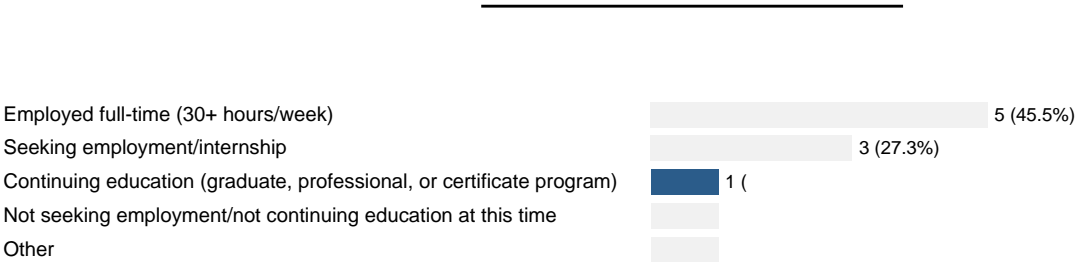 Employed full-time (30+ hours/week) 5 (45.5%)
Seeking employment/internship 3 (27.3%)
Continuing education (graduate, professional, or certificate program) 1 (
Not seeking employment/not continuing education at this time
Other